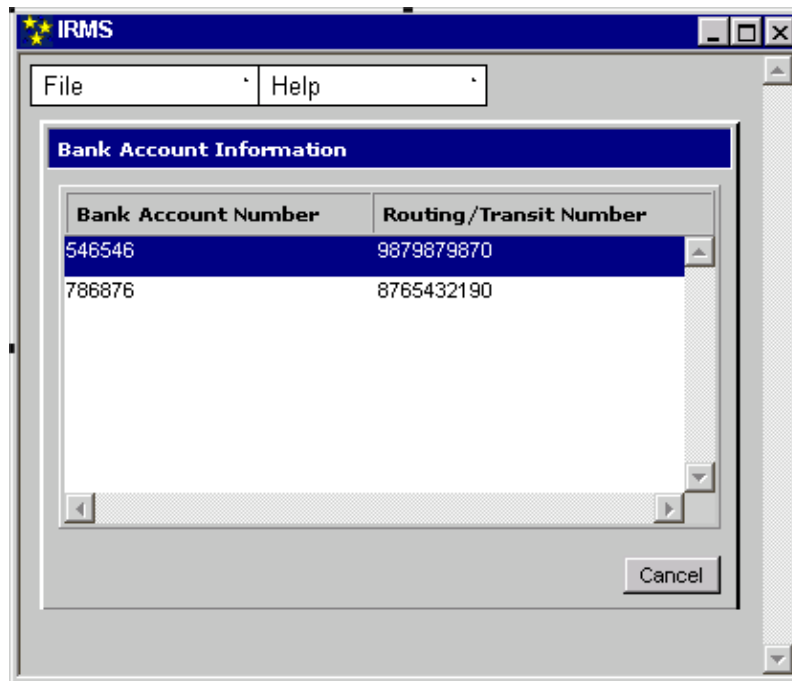 IRMS
File Help
Bank Account Information
Bank Account Number Routing/Transit Number
546546 9879879870
786876 8765432190
Cancel